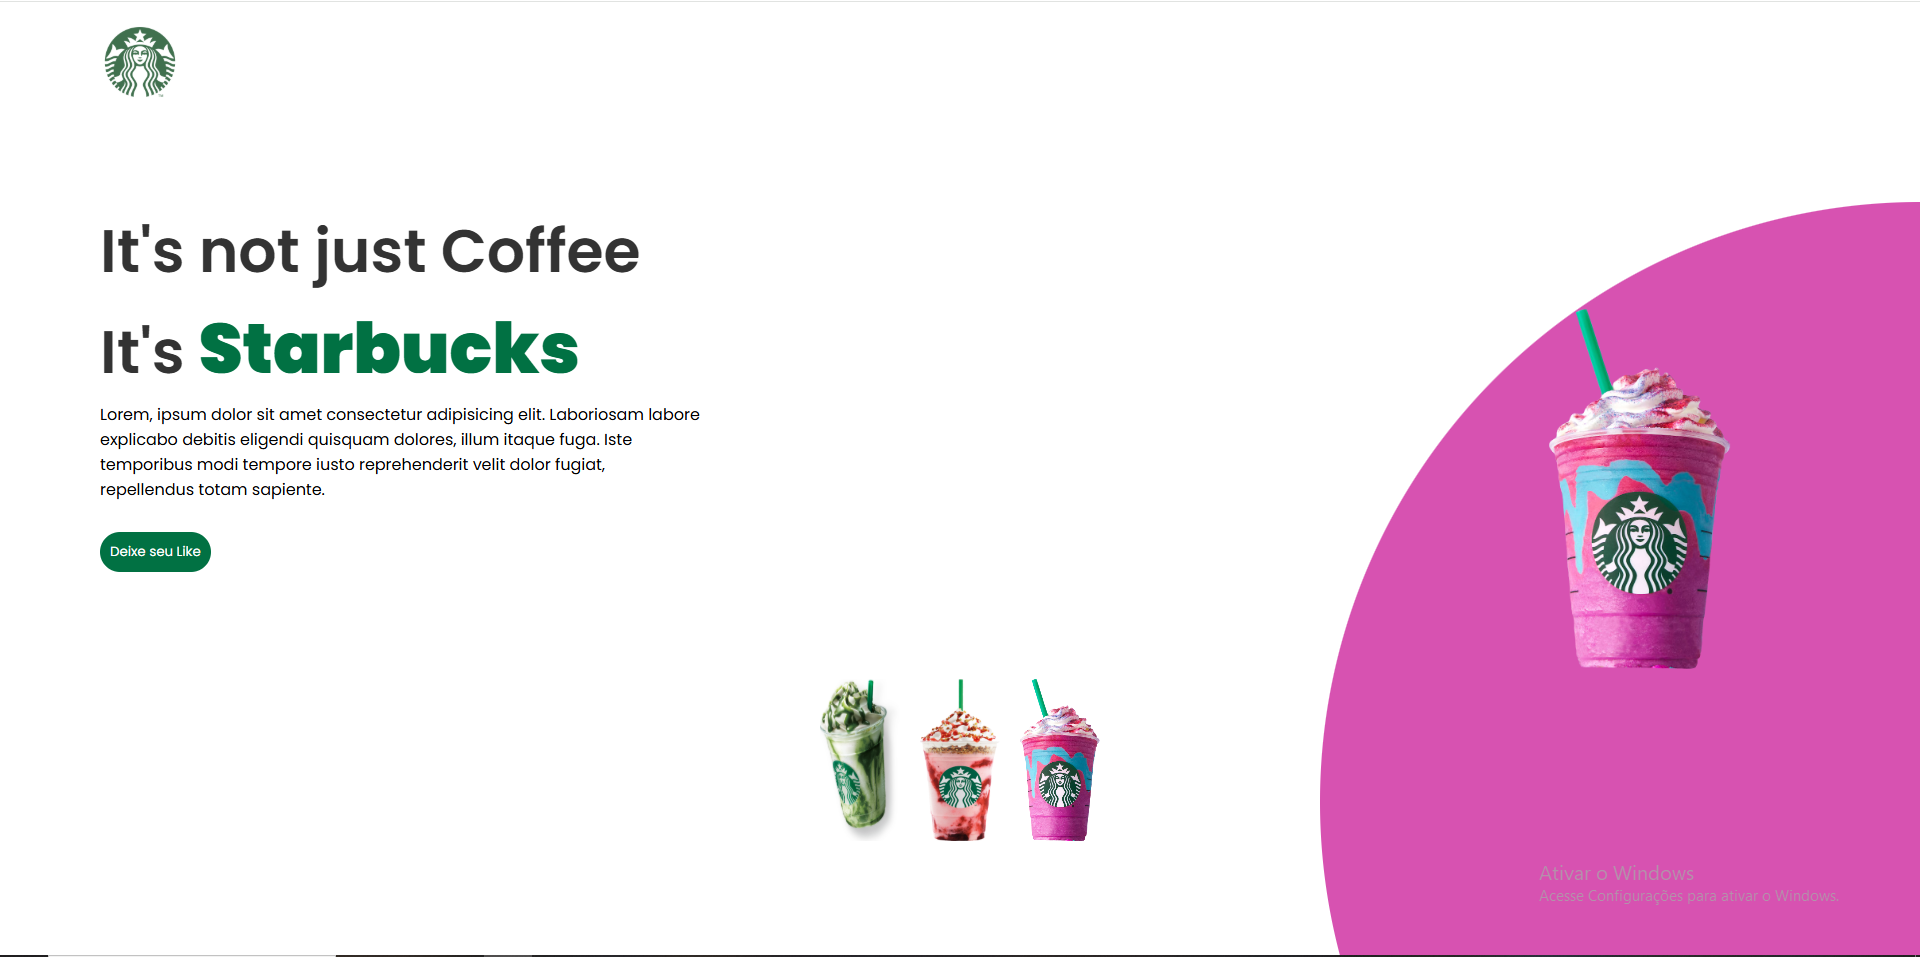 It's not just Coffee
It's Starbucks
Lorem, ipsum dolor sit amet consectetur adipisicing elit. Laboriosam labore
explicabo debitis eligendi quisquam dolores, illum itaque fuga. Iste
temporibus modi tempore iusto reprehenderit velit dolor fugiat,
repellendus totam sapiente.
Deixe seu Like
Ativar o Windows
Acesse Configurações para ativar o Windows.